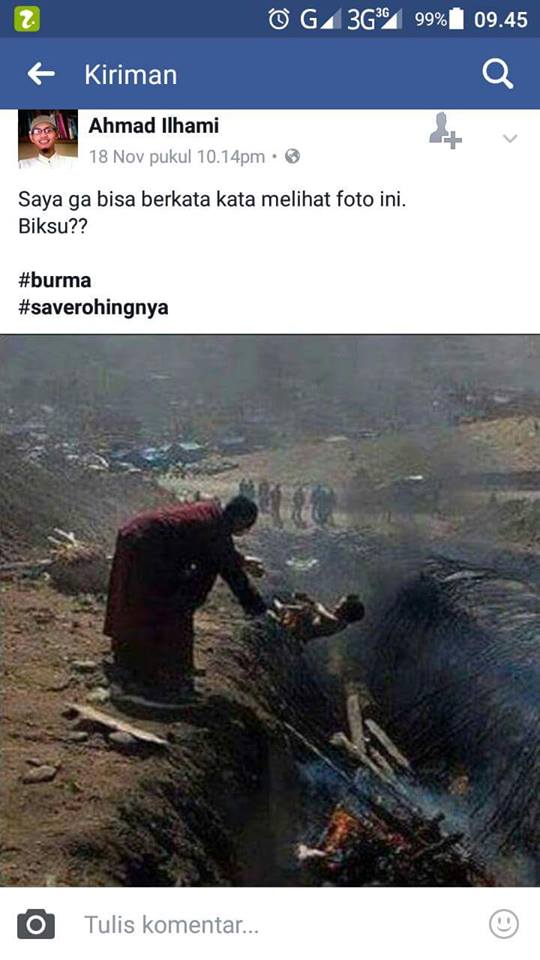 G 3G 3G 99% 09.45
Kiriman
Ahmad Ilhami
18 Nov pukul 10.14pm
Saya ga bisa berkata kata melihat foto ini.
Biksu??
#burma
#saverohingnya
Tulis komentar...